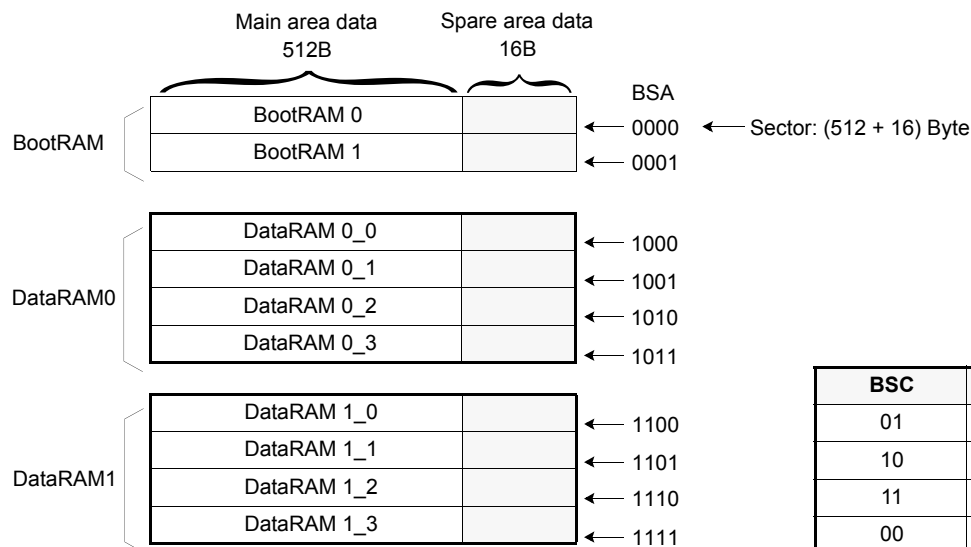 Main area data Spare area data
512B 16B
BSA
BootRAM
BootRAM 0 0000 Sector: (512 + 16) Byte
BootRAM 1 0001
DataRAM0
DataRAM 0_0 1000
DataRAM 0_1 1001
DataRAM 0_2 1010
DataRAM 0_3 1011
DataRAM1
DataRAM 1_0 1100
DataRAM 1_1 1101
DataRAM 1_2 1110
DataRAM 1_3 1111
BSC
01
10
11
00